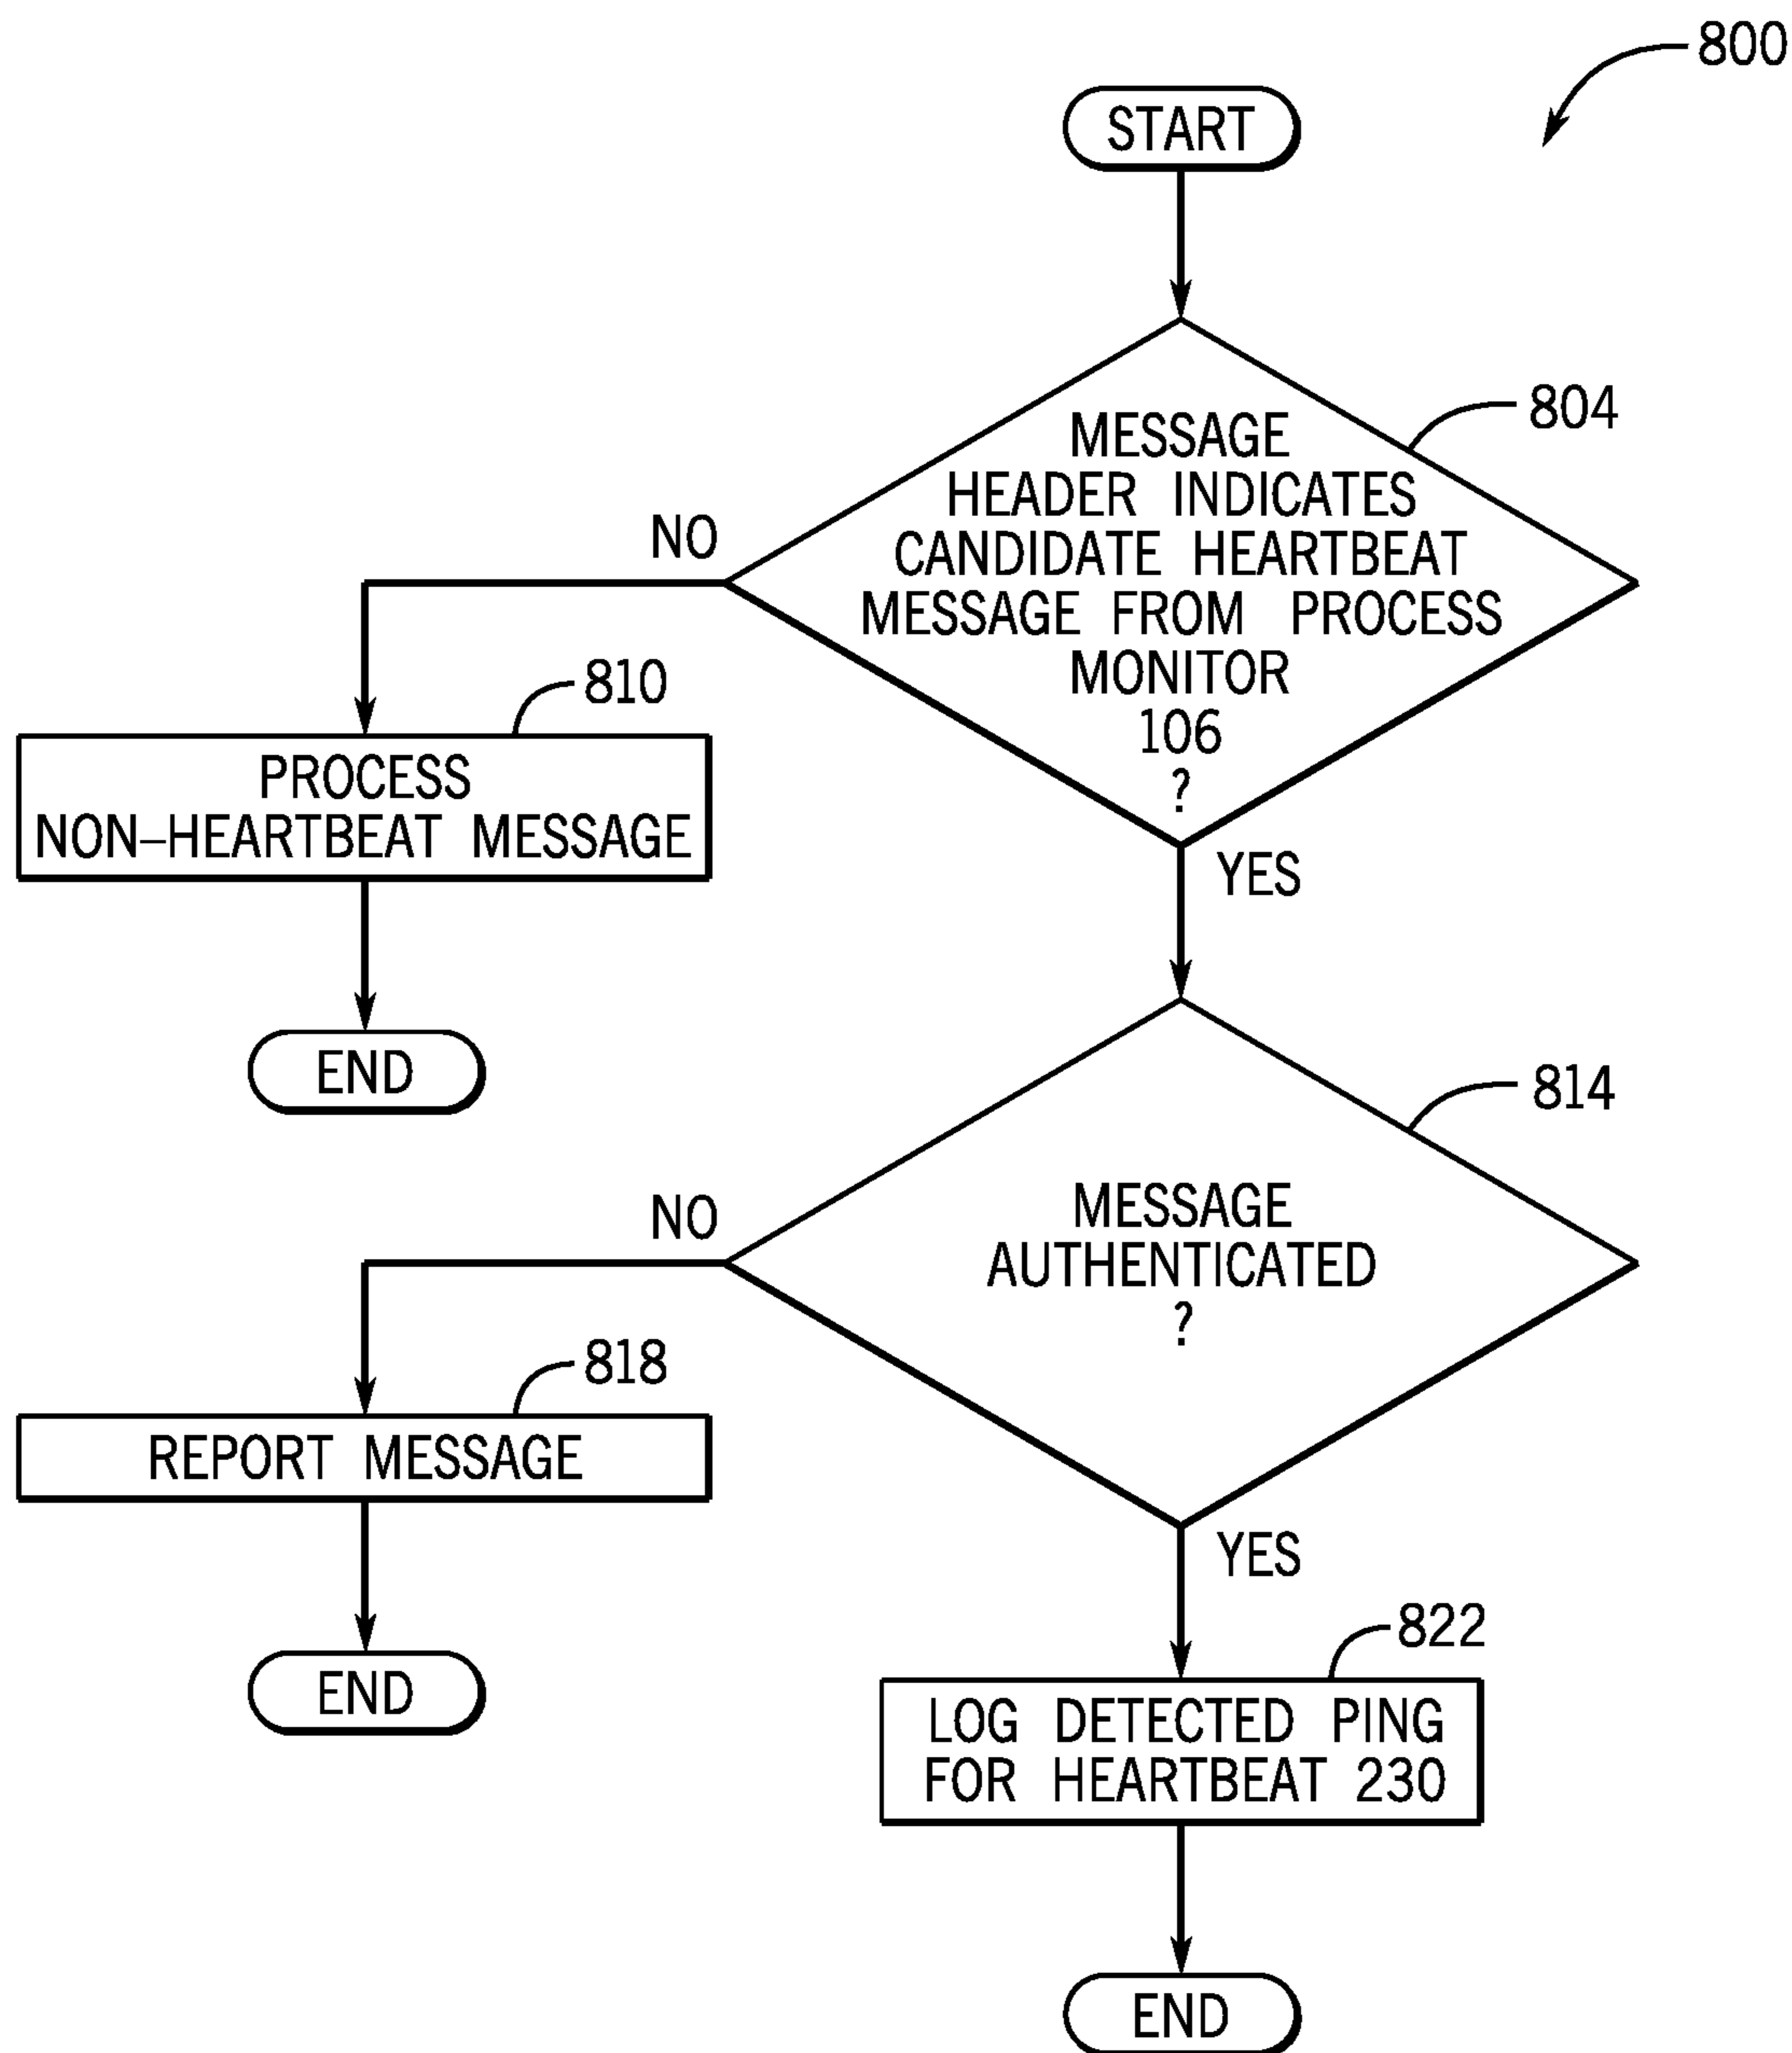 800
START
804
MESSAGE
HEADER INDICATES
CANDIDATE HEARTBEAT
MESSAGE FROM PROCESS
MONITOR
106
?
NO
810
PROCESS
NON-HEARTBEAT MESSAGE
YES
END
814
MESSAGE
AUTHENTICATED
?
NO
818
REPORT MESSAGE
YES
END
822
LOG DETECTED PING
FOR HEARTBEAT 230
END